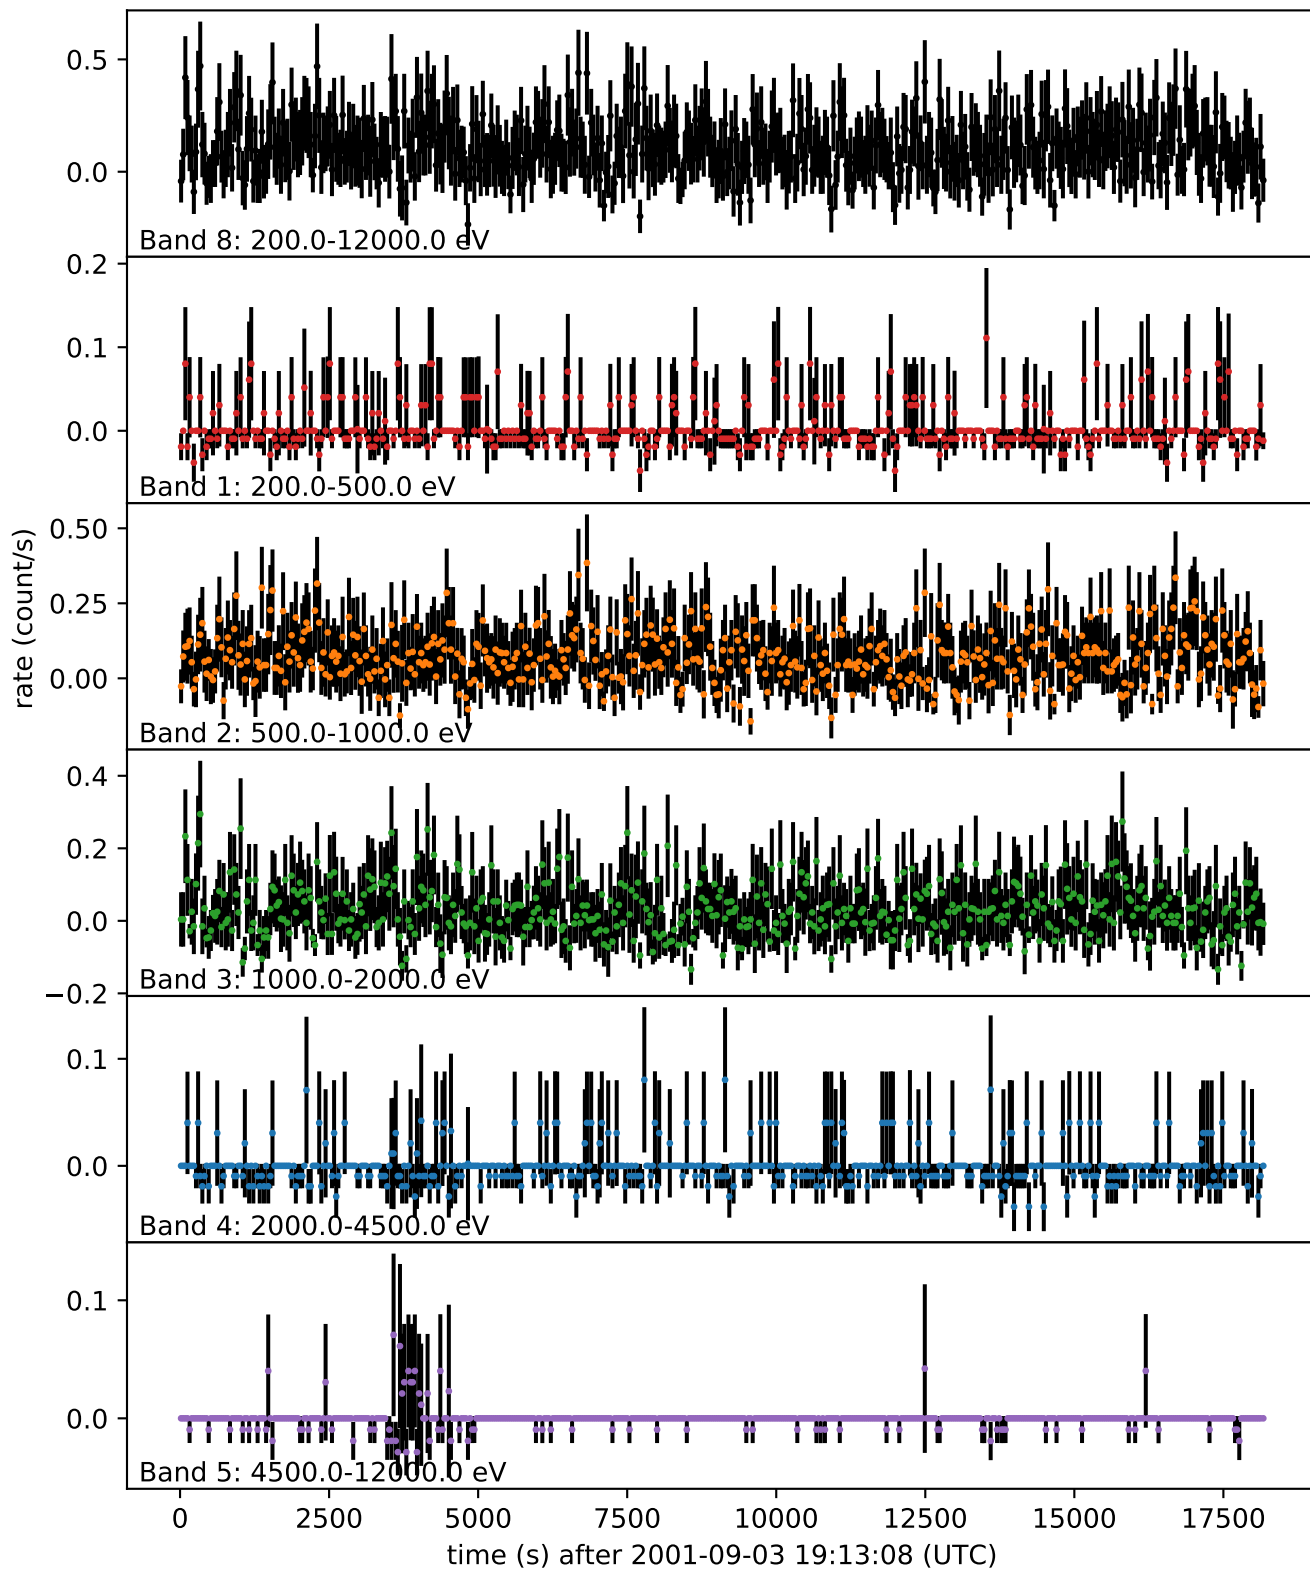 0.5
0.0
Band 8: 200.0-12000.0 eV
0.2
0.1
0.0
Band 1: 200.0-500.0 eV
0.50
0.25
0.00
Band 2: 500.0-1000.0 eV
rate (count/s)
0.4
0.2
0.0
−0.2
Band 3: 1000.0-2000.0 eV
0.1
0.0
Band 4: 2000.0-4500.0 eV
0.1
0.0
Band 5: 4500.0-12000.0 eV
0 2500 5000 7500 10000 12500 15000 17500
time (s) after 2001-09-03 19:13:08 (UTC)